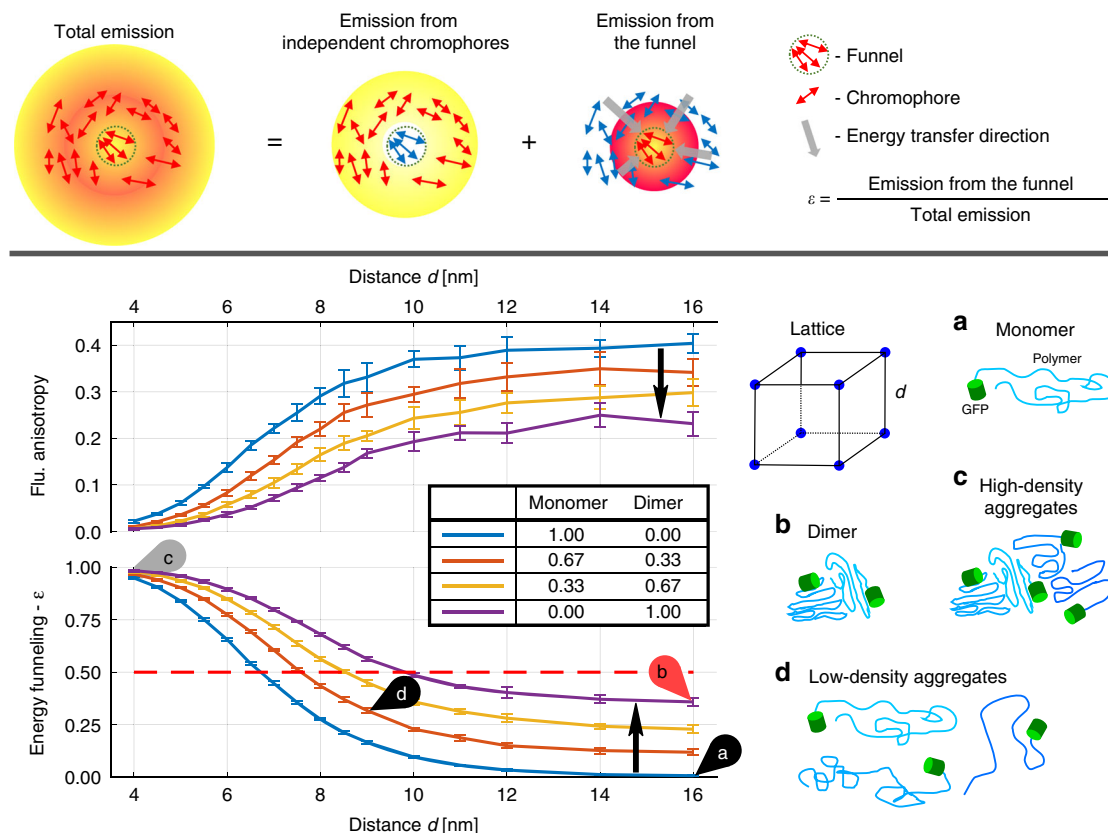 Total emission
Emission from
independent chromophores
Emission from
the funnel
=
+
- Funnel
- Chromophore
- Energy transfer direction
ε = Emission from the funnel
Total emission
Distance d [nm]
4 6 8 10 12 14 16
Flu. anisotropy
0.4
0.3
0.2
0.1
0.0
Monomer Dimer
1.00 0.00
0.67 0.33
0.33 0.67
0.00 1.00
Energy funneling - ε
1.00
0.75
0.50
0.25
0.00
c
d
b
a
4 6 8 10 12 14 16
Distance d [nm]
Lattice
d
a
Monomer
Polymer
GFP
b Dimer
c High-density
aggregates
d Low-density aggregates